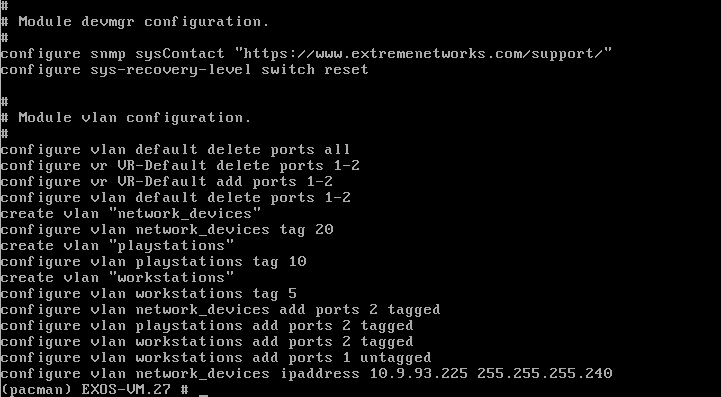 #
# Module devmgr configuration.
#
configure snmp sysContact "https://www.extremenetworks.com/support/"
configure sys-recovery-level switch reset
#
# Module vlan configuration.
#
configure vlan default delete ports all
configure vr VR-Default delete ports 1-2
configure vr VR-Default add ports 1-2
configure vlan default delete ports 1-2
create vlan "network_devices"
configure vlan network_devices tag 20
create vlan "playstations"
configure vlan playstations tag 10
create vlan "workstations"
configure vlan workstations tag 5
configure vlan network_devices add ports 2 tagged
configure vlan playstations add ports 2 tagged
configure vlan workstations add ports 2 tagged
configure vlan workstations add ports 1 untagged
configure vlan network_devices ipaddress 10.9.93.225 255.255.255.240
(pacman) EXOS-VM.27 # _